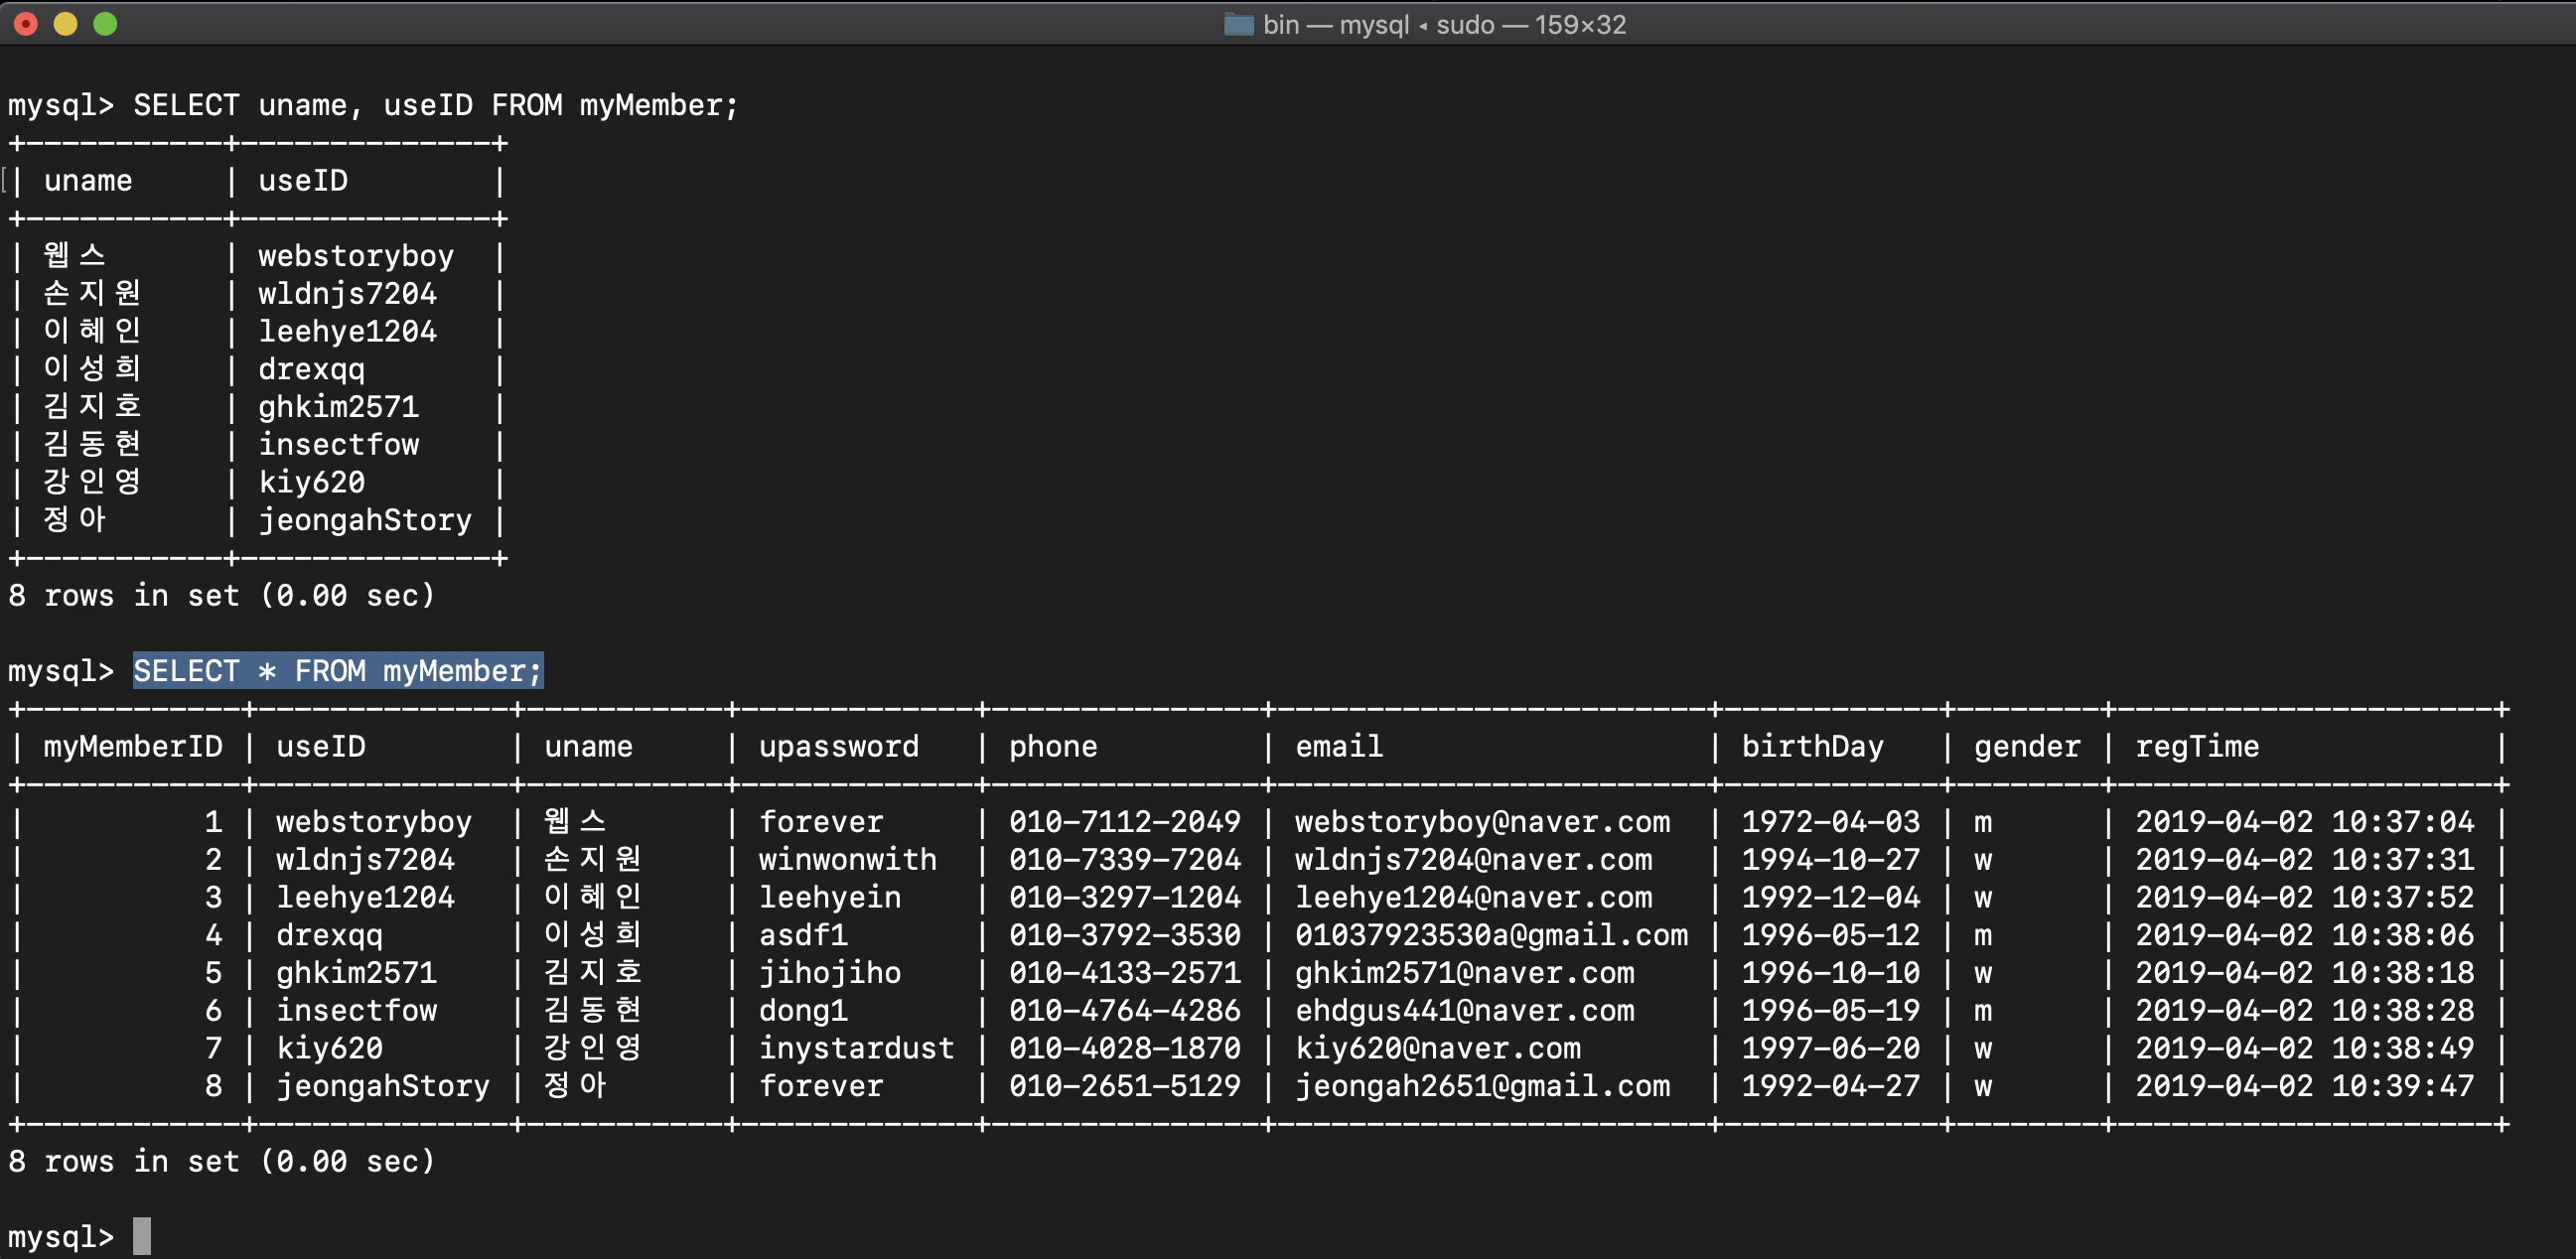 bin — mysql ◂ sudo — 159×32
mysql> SELECT uname, useID FROM myMember;
+-----------+--------------+
| uname     | useID        |
+-----------+--------------+
| 웹스      | webstoryboy  |
| 손지원    | wldnjs7204   |
| 이혜인    | leehye1204   |
| 이성희    | drexqq       |
| 김지호    | ghkim2571    |
| 김동현    | insectfow    |
| 강인영    | kiy620       |
| 정아      | jeongahStory |
+-----------+--------------+
8 rows in set (0.00 sec)
mysql> SELECT * FROM myMember;
+------------+--------------+-----------+-------------+---------------+-----------------------+------------+--------+---------------------+
| myMemberID | useID        | uname     | upassword   | phone         | email                 | birthDay   | gender | regTime             |
+------------+--------------+-----------+-------------+---------------+-----------------------+------------+--------+---------------------+
|          1 | webstoryboy  | 웹스      | forever     | 010-7112-2049 | webstoryboy@naver.com | 1972-04-03 | m      | 2019-04-02 10:37:04 |
|          2 | wldnjs7204   | 손지원    | winwonwith  | 010-7339-7204 | wldnjs7204@naver.com  | 1994-10-27 | w      | 2019-04-02 10:37:31 |
|          3 | leehye1204   | 이혜인    | leehyein    | 010-3297-1204 | leehye1204@naver.com  | 1992-12-04 | w      | 2019-04-02 10:37:52 |
|          4 | drexqq       | 이성희    | asdf1       | 010-3792-3530 | 01037923530a@gmail.com | 1996-05-12 | m      | 2019-04-02 10:38:06 |
|          5 | ghkim2571    | 김지호    | jihojiho    | 010-4133-2571 | ghkim2571@naver.com   | 1996-10-10 | w      | 2019-04-02 10:38:18 |
|          6 | insectfow    | 김동현    | dong1       | 010-4764-4286 | ehdgus441@naver.com   | 1996-05-19 | m      | 2019-04-02 10:38:28 |
|          7 | kiy620       | 강인영    | inystardust | 010-4028-1870 | kiy620@naver.com      | 1997-06-20 | w      | 2019-04-02 10:38:49 |
|          8 | jeongahStory | 정아      | forever     | 010-2651-5129 | jeongah2651@gmail.com | 1992-04-27 | w      | 2019-04-02 10:39:47 |
+------------+--------------+-----------+-------------+---------------+-----------------------+------------+--------+---------------------+
8 rows in set (0.00 sec)
mysql>